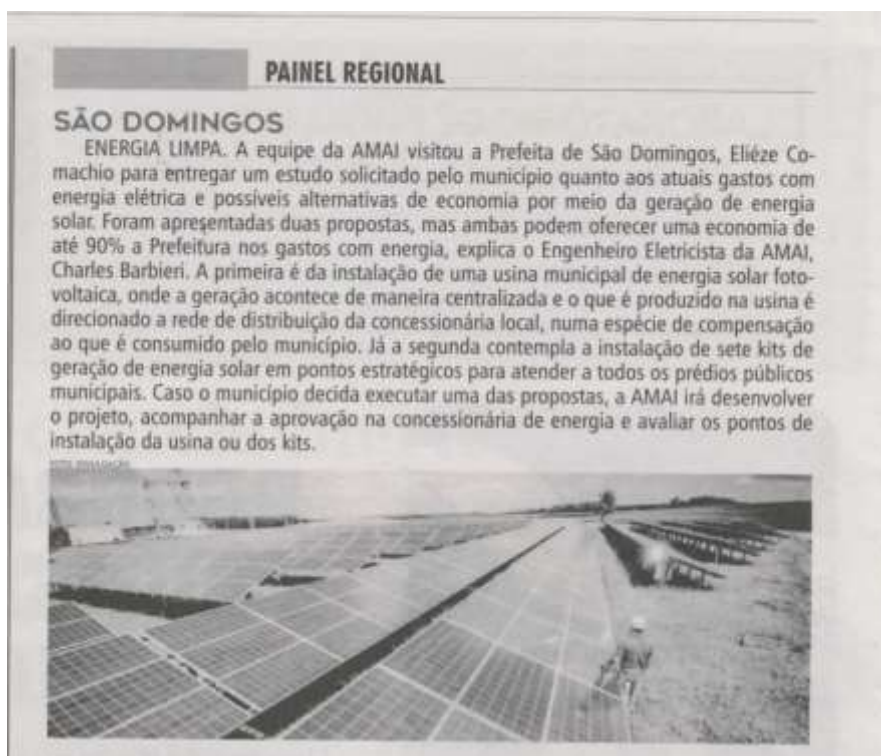 PAINEL REGIONAL
SÃO DOMINGOS
ENERGIA LIMPA. A equipe da AMAI visitou a Prefeita de São Domingos, Eliéze Co-
machio para entregar um estudo solicitado pelo município quanto aos atuais gastos com
energia elétrica e possíveis alternativas de economia por meio da geração de energia
solar. Foram apresentadas duas propostas, mas ambas podem oferecer uma economia de
até 90% a Prefeitura nos gastos com energia, explica o Engenheiro Eletricista da AMAI,
Charles Barbieri. A primeira é da instalação de uma usina municipal de energia solar foto-
voltaica, onde a geração acontece de maneira centralizada e o que é produzido na usina é
direcionado a rede de distribuição da concessionária local, numa espécie de compensação
ao que é consumido pelo município. Já a segunda contempla a instalação de sete kits de
geração de energia solar em pontos estratégicos para atender a todos os prédios públicos
municipais. Caso o município decida executar uma das propostas, a AMAI irá desenvolver
o projeto, acompanhar a aprovação na concessionária de energia e avaliar os pontos de
instalação da usina ou dos kits.